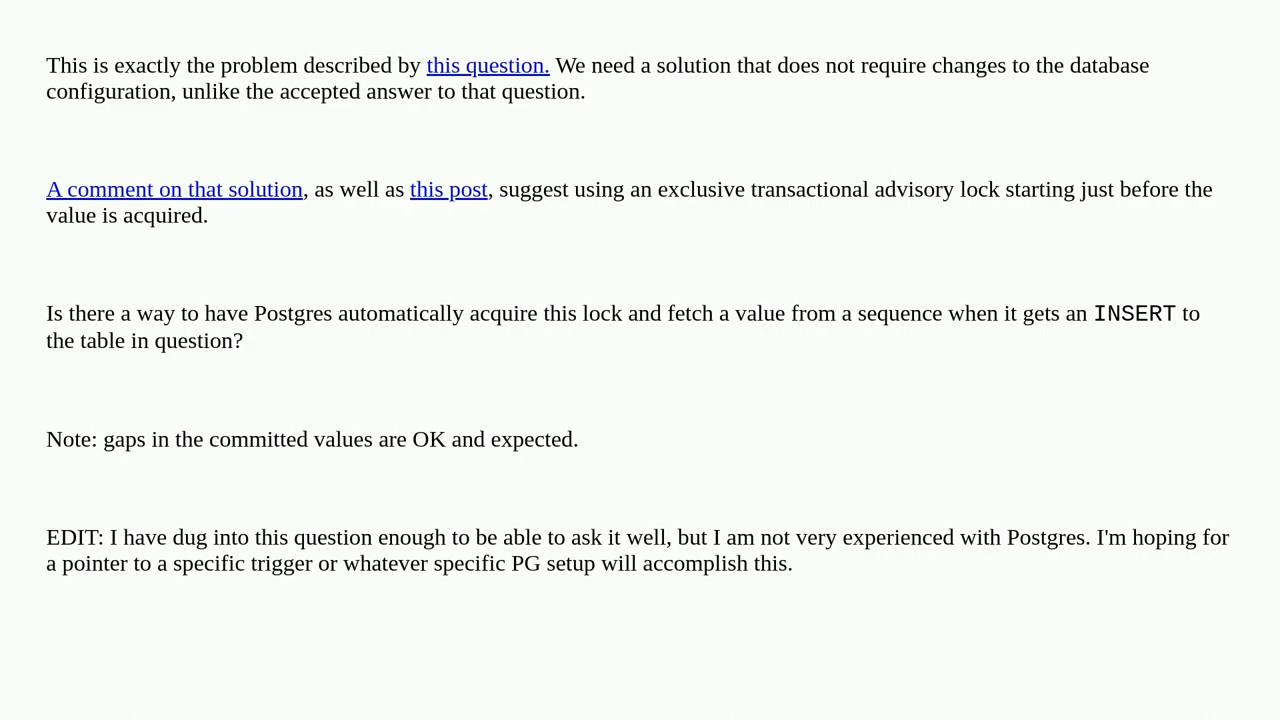 This is exactly the problem described by this question. We need a solution that does not require changes to the database
configuration, unlike the accepted answer to that question.
A comment on that solution, as well as this post, suggest using an exclusive transactional advisory lock starting just before the
value is acquired.
Is there a way to have Postgres automatically acquire this lock and fetch a value from a sequence when it gets an INSERT to
the table in question?
Note: gaps in the committed values are OK and expected.
EDIT: I have dug into this question enough to be able to ask it well, but I am not very experienced with Postgres. I'm hoping for
a pointer to a specific trigger or whatever specific PG setup will accomplish this.